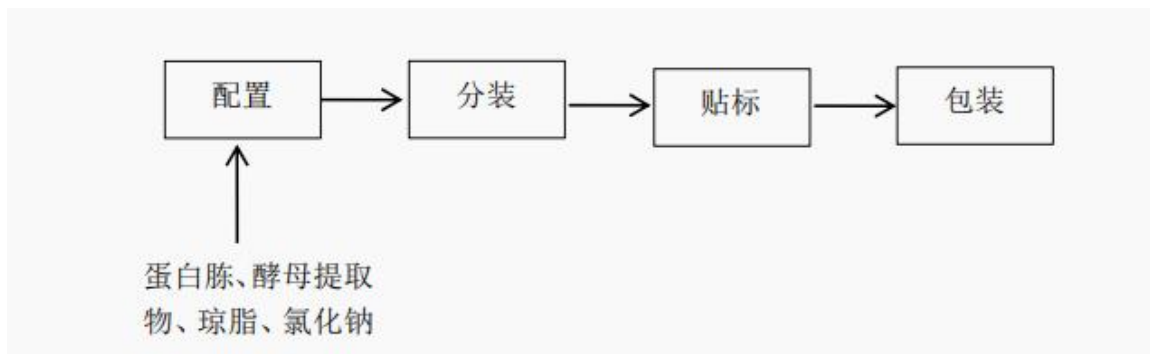 配置
分装
贴标
包装
蛋白胨、酵母提取
物、琼脂、氯化钠